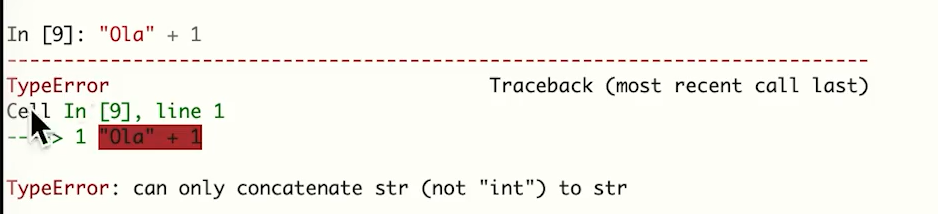 In [9]: "Ola" + 1
---------------------------------------------------------------------------
TypeError                                 Traceback (most recent call last)
Cell In [9], line 1
----> 1 "Ola" + 1
TypeError: can only concatenate str (not "int") to str